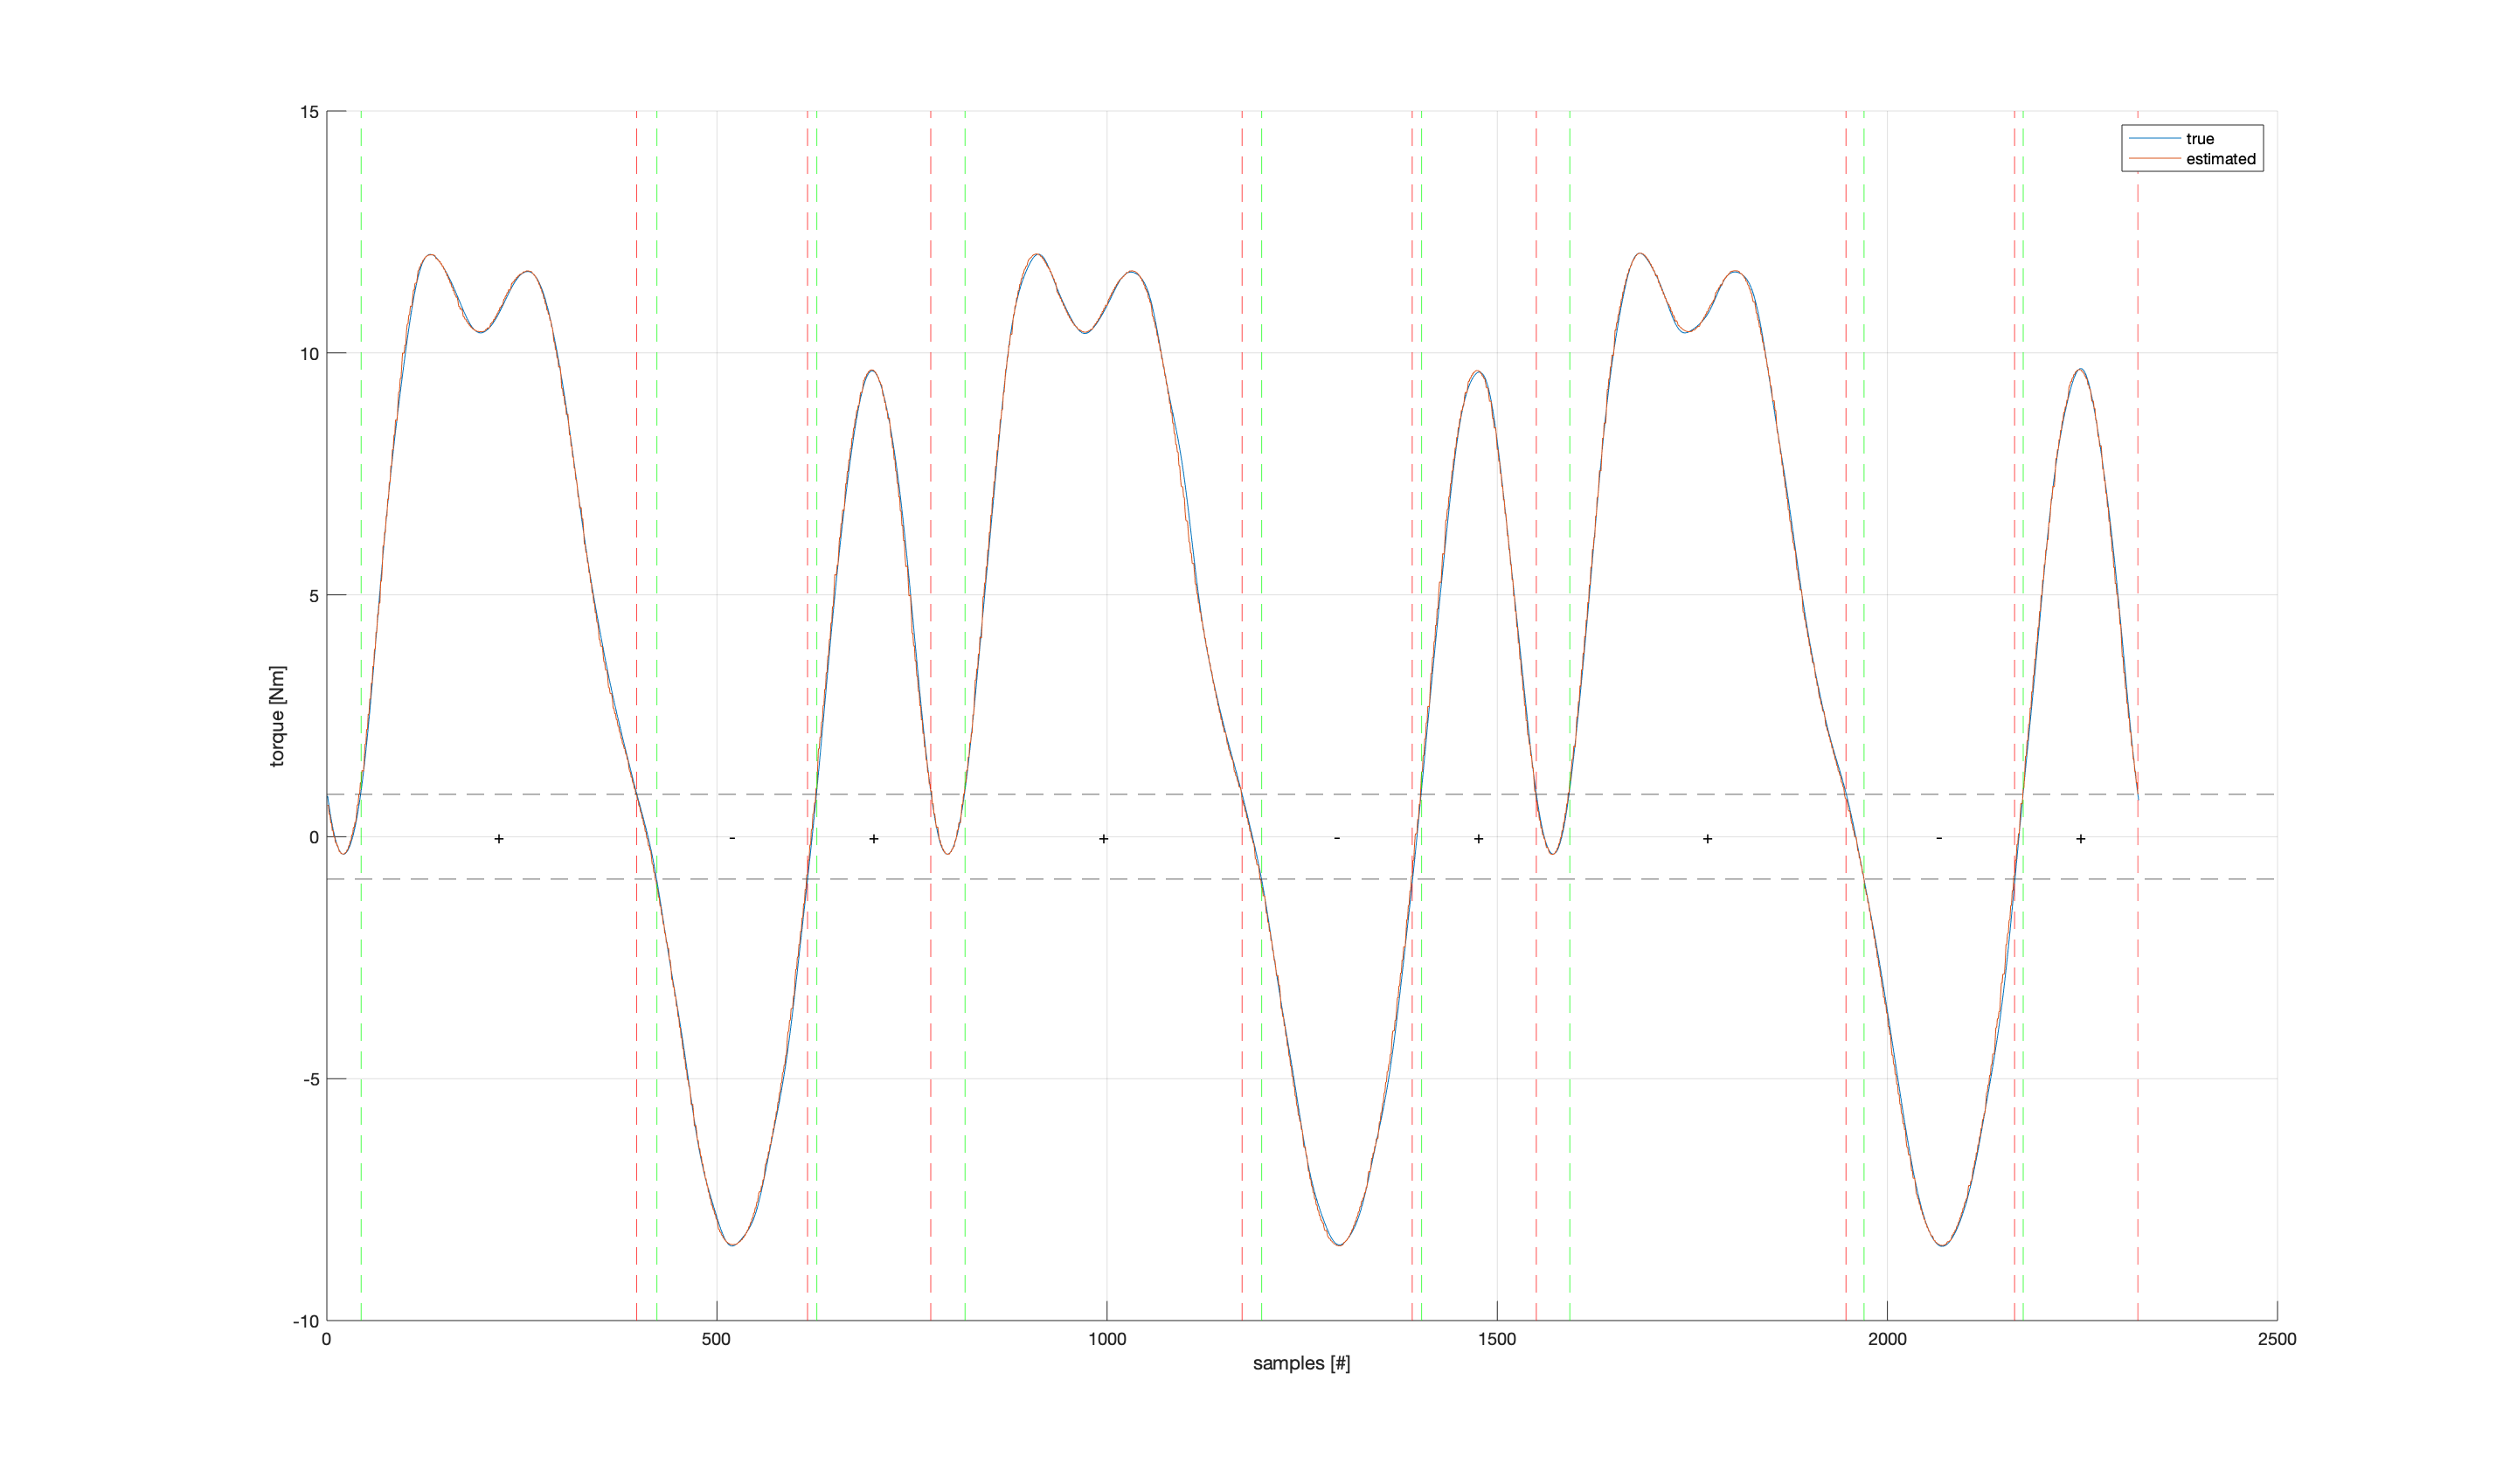 15
true
estimated
10
5
torque [Nm]
0
+ - + + - + + - +
-5
-10
0 500 1000 1500 2000 2500
samples [#]